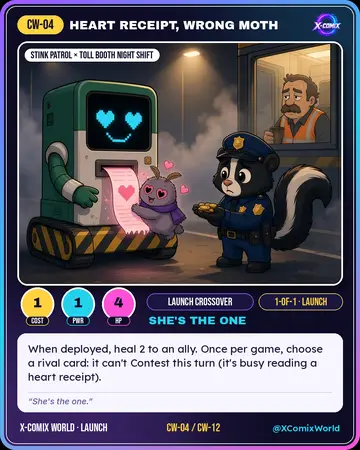 CW-04 HEART RECEIPT, WRONG MOTH X-COMIX
STINK PATROL × TOLL BOOTH NIGHT SHIFT
1 COST 1 PWR 4 HP
LAUNCH CROSSOVER 1-OF-1 · LAUNCH
SHE'S THE ONE
When deployed, heal 2 to an ally. Once per game, choose
a rival card: it can't Contest this turn (it's busy reading a
heart receipt).
"She's the one."
X-COMIX WORLD · LAUNCH CW-04 / CW-12 @XComixWorld